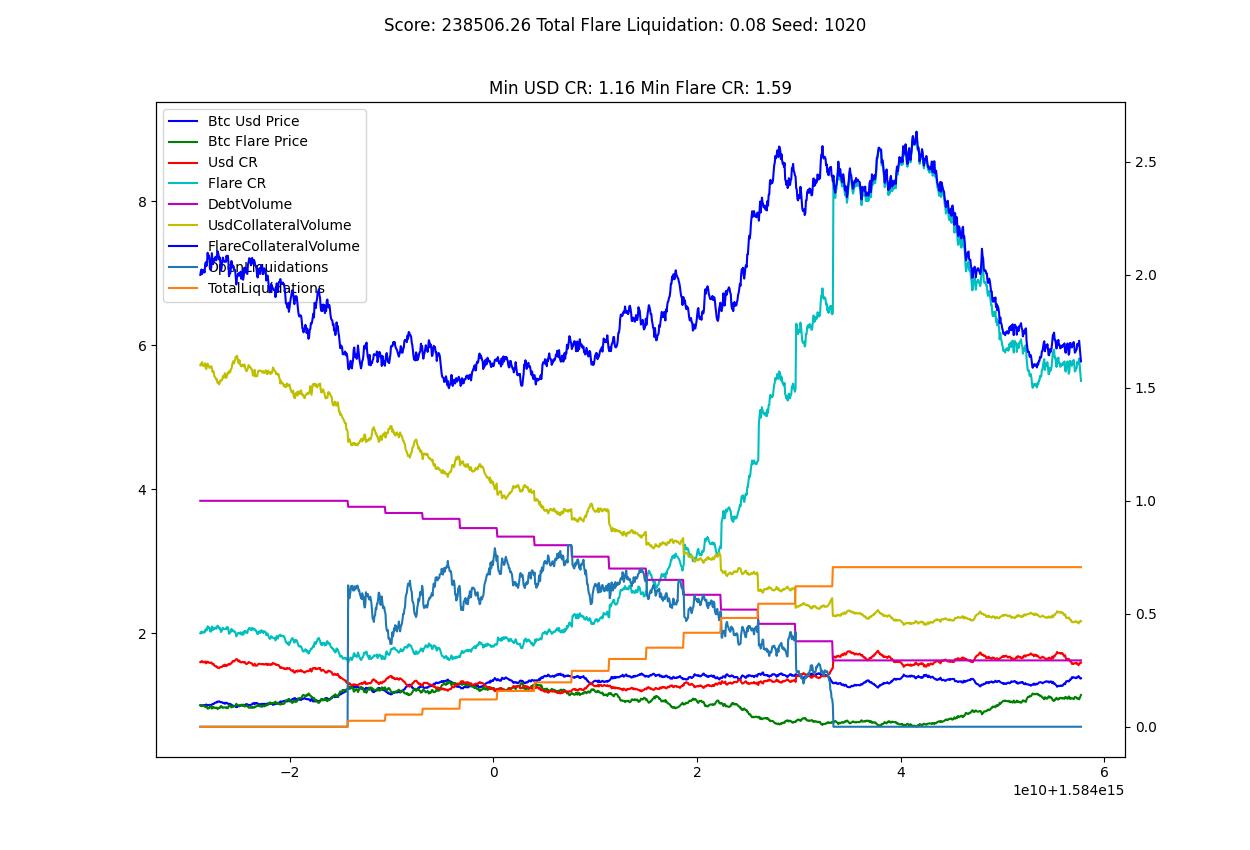 Score: 238506.26 Total Flare Liquidation: 0.08 Seed: 1020
Min USD CR: 1.16 Min Flare CR: 1.59
Btc Usd Price
Btc Flare Price
Usd CR
Flare CR
DebtVolume
UsdCollateralVolume
FlareCollateralVolume
OpenLiquidations
TotalLiquidations
8
6
4
2
2.5
2.0
1.5
1.0
0.5
0.0
−2
0
2
4
6
1e10+1.584e15